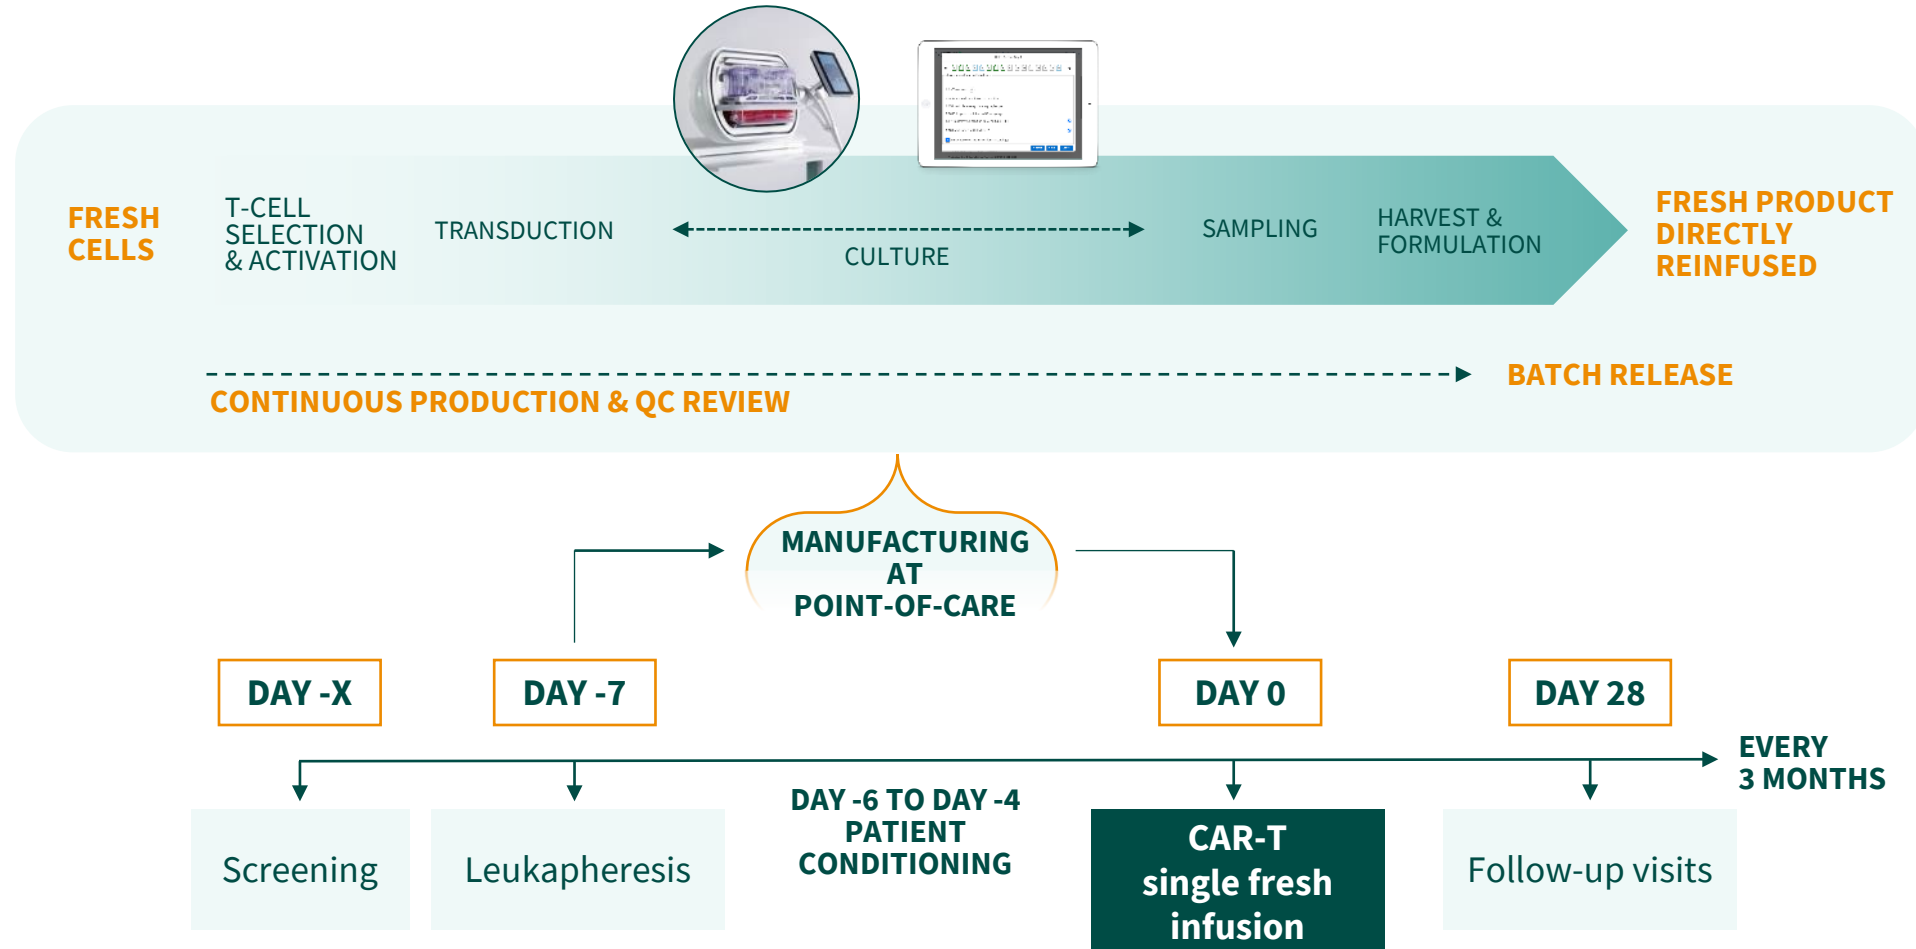 FRESH
CELLS
T-CELL
SELECTION
& ACTIVATION
TRANSDUCTION
CULTURE
SAMPLING
HARVEST &
FORMULATION
FRESH PRODUCT
DIRECTLY
REINFUSED
CONTINUOUS PRODUCTION & QC REVIEW
BATCH RELEASE
MANUFACTURING
AT
POINT-OF-CARE
DAY -X
DAY -7
DAY 0
DAY 28
EVERY
3 MONTHS
Screening
Leukapheresis
DAY -6 TO DAY -4
PATIENT
CONDITIONING
CAR-T
single fresh
infusion
Follow-up visits